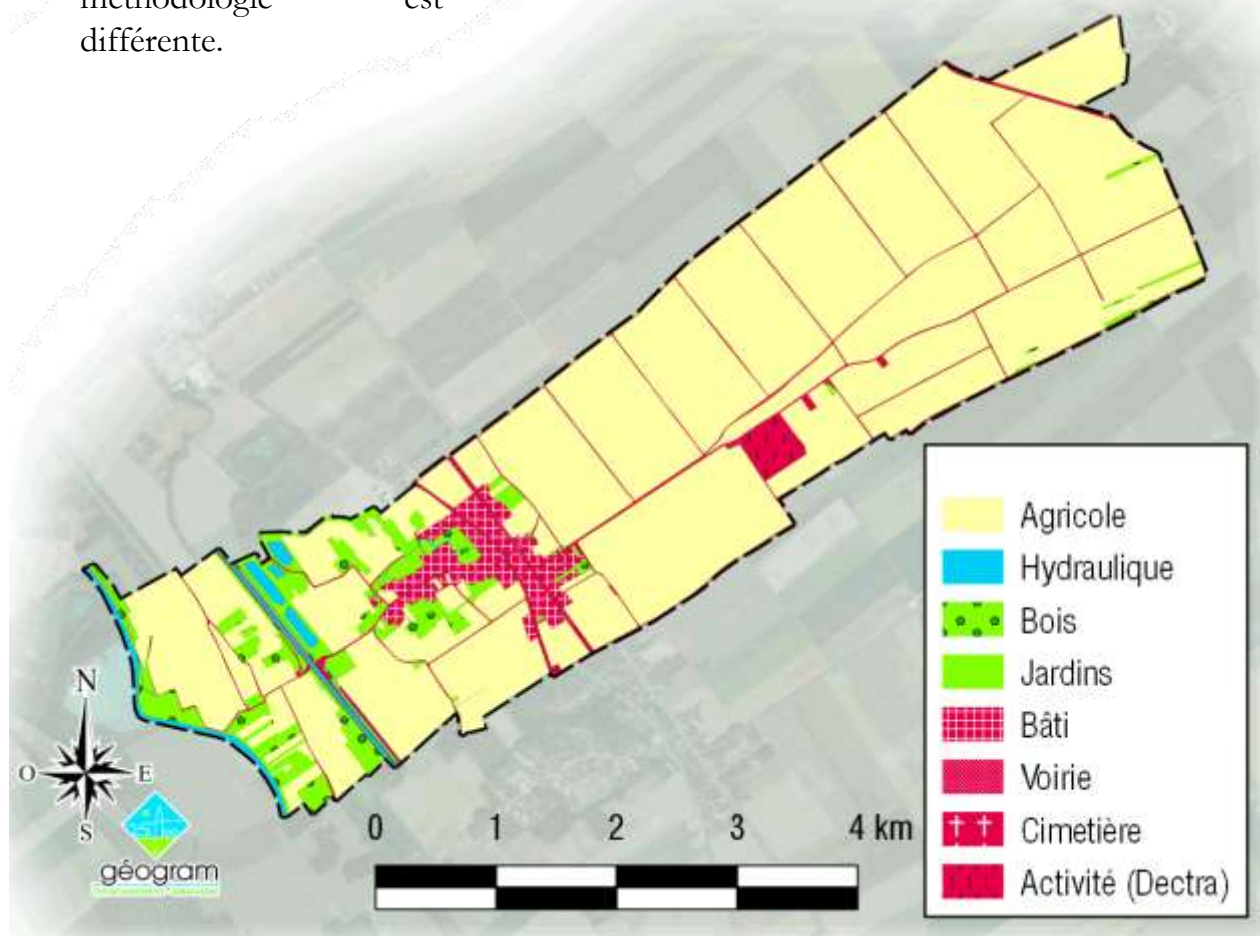 méthodologie est
différente.
N
O E
S
géogram
0 1 2 3 4 km
Agricole
Hydraulique
Bois
Jardins
Bâti
Voirie
Cimetière
Activité (Dectra)